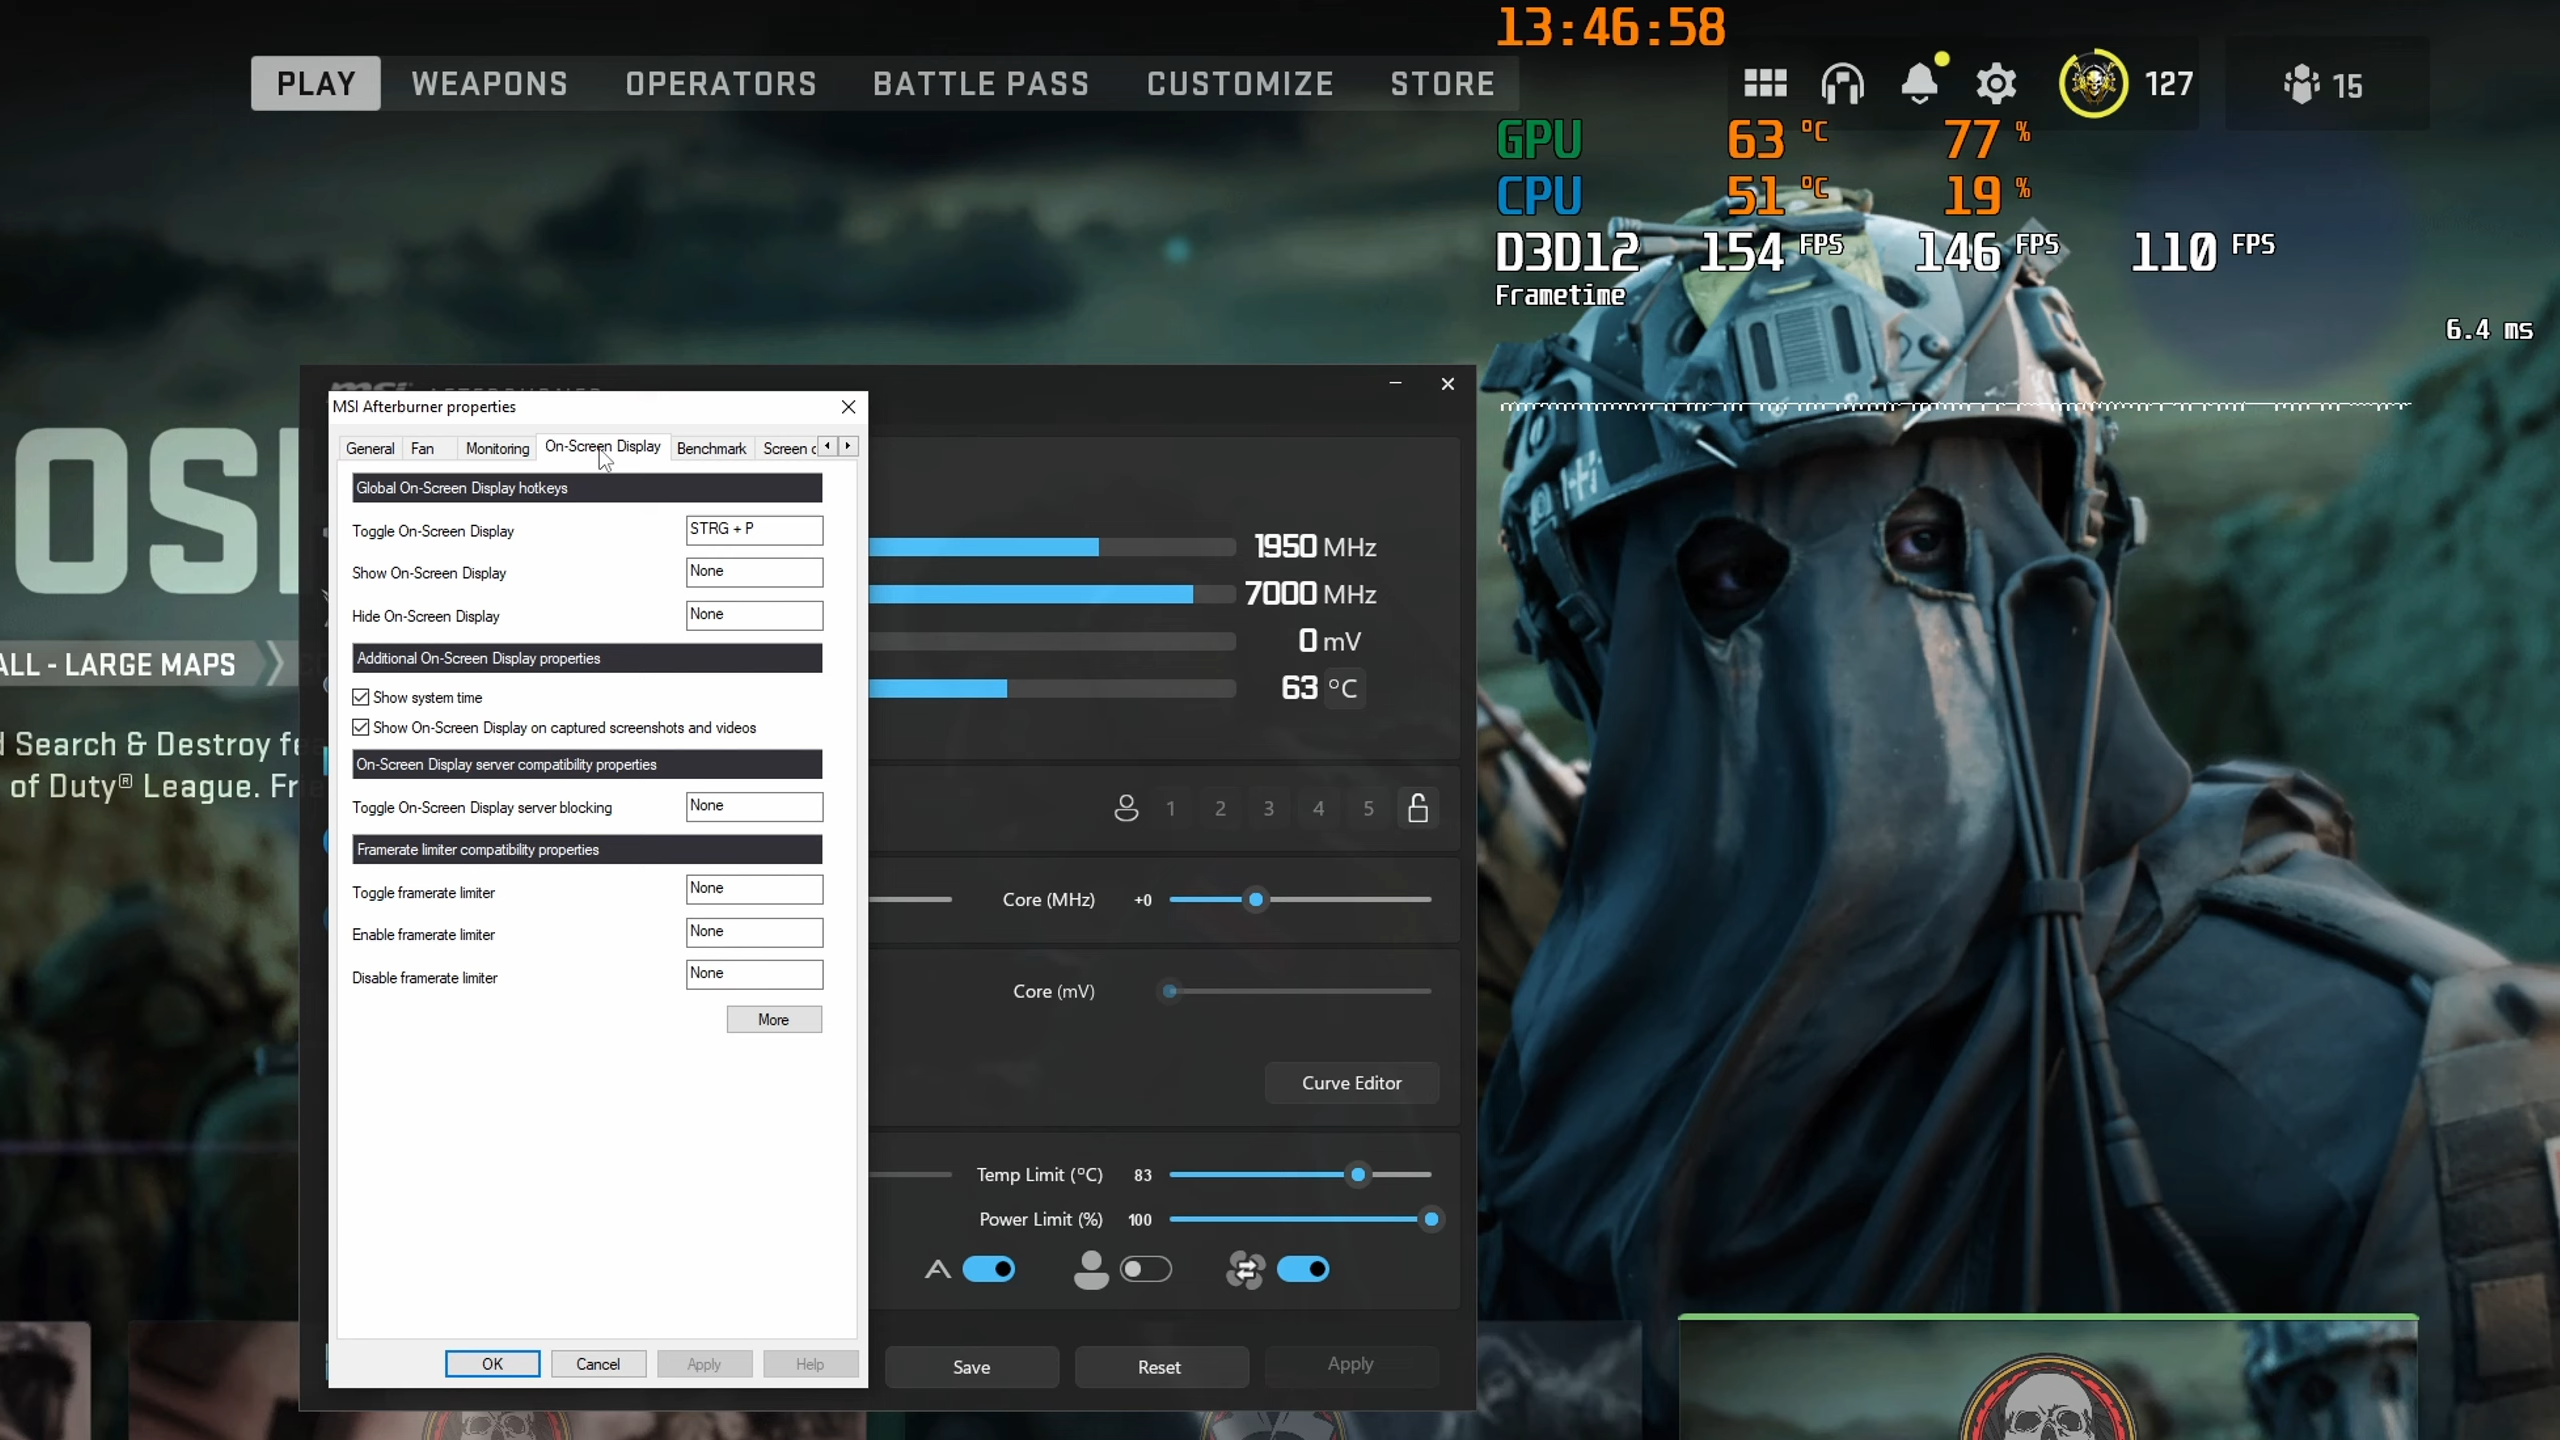 13:46:58
PLAY WEAPONS OPERATORS BATTLE PASS CUSTOMIZE STORE
127
15
GPU 63 °C 77 %
CPU 51 °C 19 %
D3D12 154 FPS 146 FPS 110 FPS
Frametime
6.4 ms
MSI Afterburner properties
General Fan Monitoring On-Screen Display Benchmark Screen c
Global On-Screen Display hotkeys
Toggle On-Screen Display STRG + P
Show On-Screen Display None
Hide On-Screen Display None
Additional On-Screen Display properties
Show system time
Show On-Screen Display on captured screenshots and videos
On-Screen Display server compatibility properties
Toggle On-Screen Display server blocking None
Framerate limiter compatibility properties
Toggle framerate limiter None
Enable framerate limiter None
Disable framerate limiter None
More
OK Cancel Apply Help
1950 MHz
7000 MHz
0 mV
63 °C
1 2 3 4 5
Core (MHz) +0
Core (mV)
Curve Editor
Temp Limit (°C) 83
Power Limit (%) 100
Save Reset Apply
OS
ALL - LARGE MAPS
d Search & Destroy fe
of Duty® League. Fri